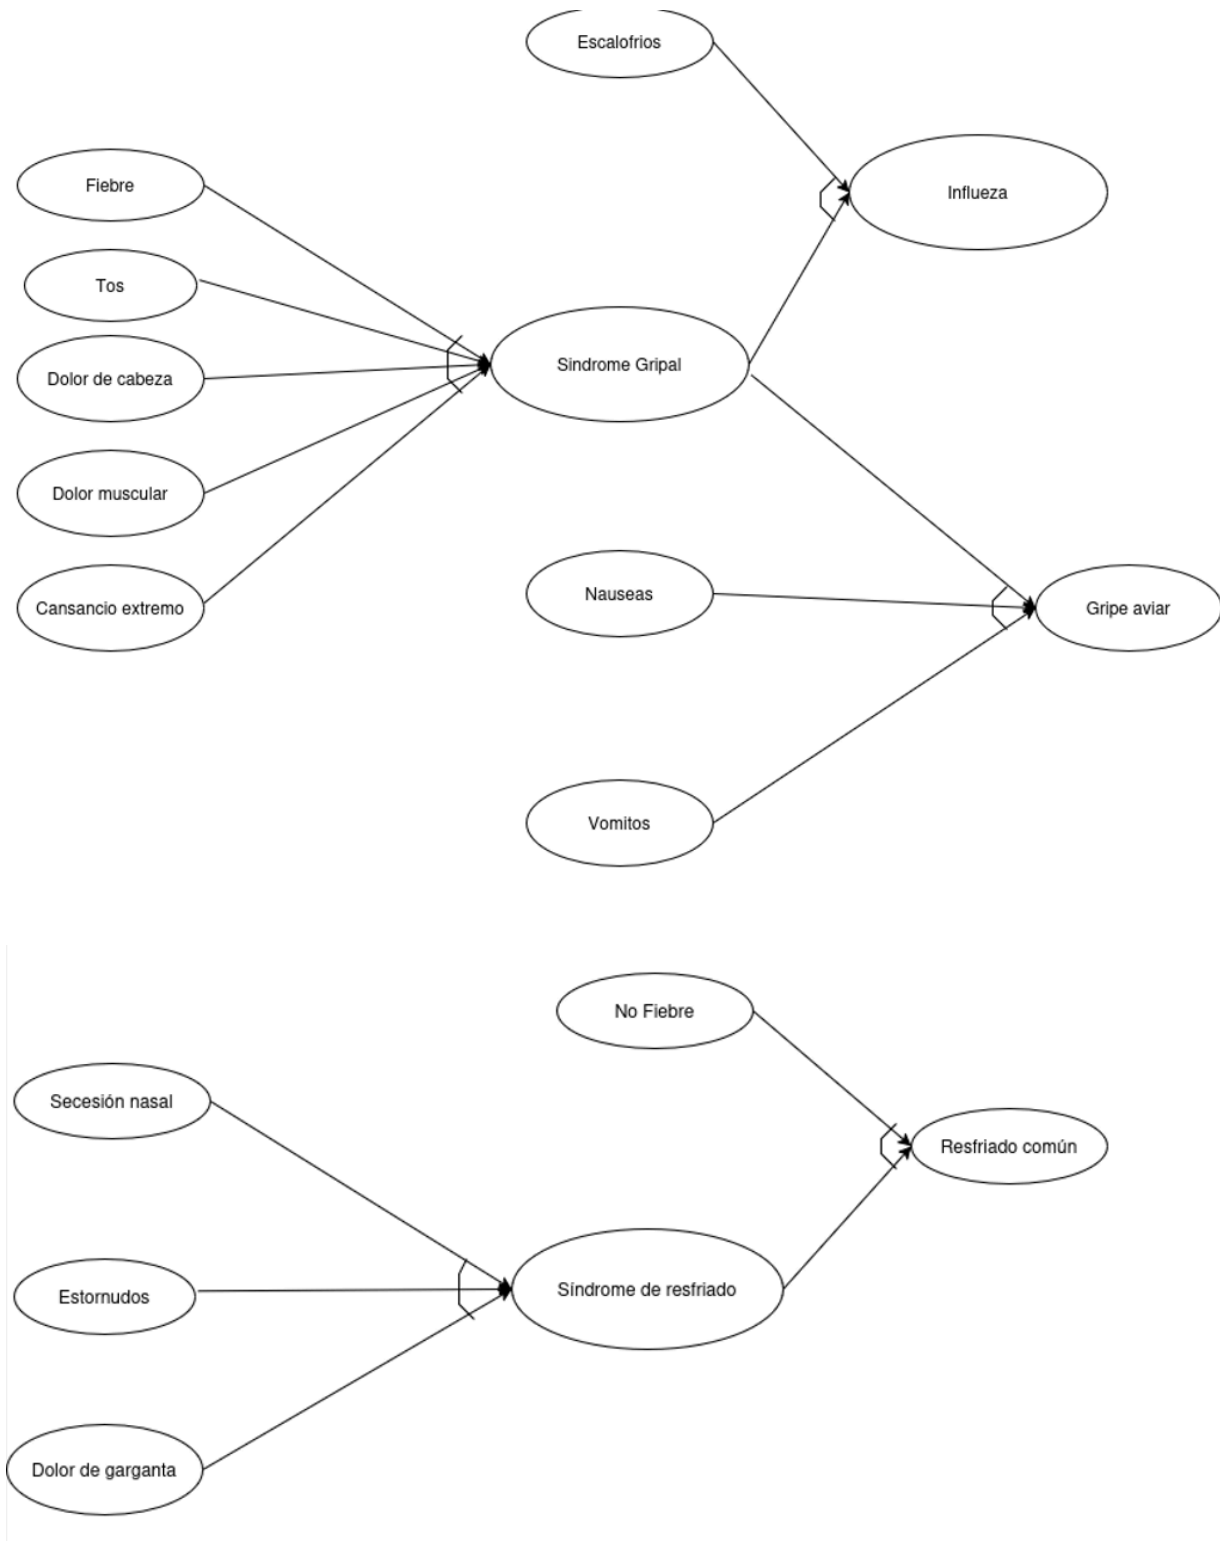 Escalofrios
Influeza
Fiebre
Tos
Dolor de cabeza
Sindrome Gripal
Dolor muscular
Cansancio extremo
Nauseas
Gripe aviar
Vomitos
No Fiebre
Secesión nasal
Resfriado común
Estornudos
Síndrome de resfriado
Dolor de garganta